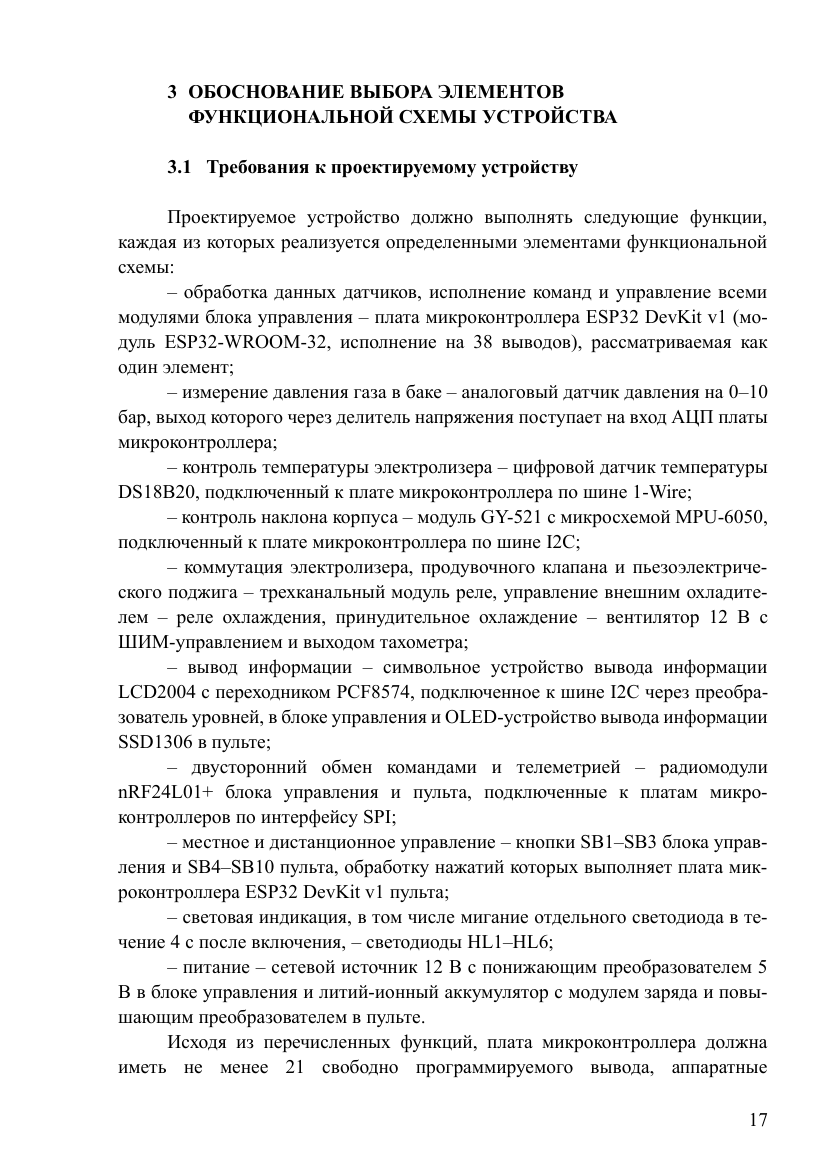 3 ОБОСНОВАНИЕ ВЫБОРА ЭЛЕМЕНТОВ
ФУНКЦИОНАЛЬНОЙ СХЕМЫ УСТРОЙСТВА
3.1 Требования к проектируемому устройству
Проектируемое устройство должно выполнять следующие функции,
каждая из которых реализуется определенными элементами функциональной
схемы:
– обработка данных датчиков, исполнение команд и управление всеми
модулями блока управления – плата микроконтроллера ESP32 DevKit v1 (мо-
дуль ESP32-WROOM-32, исполнение на 38 выводов), рассматриваемая как
один элемент;
– измерение давления газа в баке – аналоговый датчик давления на 0–10
бар, выход которого через делитель напряжения поступает на вход АЦП платы
микроконтроллера;
– контроль температуры электролизера – цифровой датчик температуры
DS18B20, подключенный к плате микроконтроллера по шине 1-Wire;
– контроль наклона корпуса – модуль GY-521 с микросхемой MPU-6050,
подключенный к плате микроконтроллера по шине I2C;
– коммутация электролизера, продувочного клапана и пьезоэлектриче-
ского поджига – трехканальный модуль реле, управление внешним охладите-
лем – реле охлаждения, принудительное охлаждение – вентилятор 12 В с
ШИМ-управлением и выходом тахометра;
– вывод информации – символьное устройство вывода информации
LCD2004 с переходником PCF8574, подключенное к шине I2C через преобра-
зователь уровней, в блоке управления и OLED-устройство вывода информации
SSD1306 в пульте;
– двусторонний обмен командами и телеметрией – радиомодули
nRF24L01+ блока управления и пульта, подключенные к платам микро-
контроллеров по интерфейсу SPI;
– местное и дистанционное управление – кнопки SB1–SB3 блока управ-
ления и SB4–SB10 пульта, обработку нажатий которых выполняет плата мик-
роконтроллера ESP32 DevKit v1 пульта;
– световая индикация, в том числе мигание отдельного светодиода в те-
чение 4 с после включения, – светодиоды HL1–HL6;
– питание – сетевой источник 12 В с понижающим преобразователем 5
В в блоке управления и литий-ионный аккумулятор с модулем заряда и повы-
шающим преобразователем в пульте.
Исходя из перечисленных функций, плата микроконтроллера должна
иметь не менее 21 свободно программируемого вывода, аппаратные
17